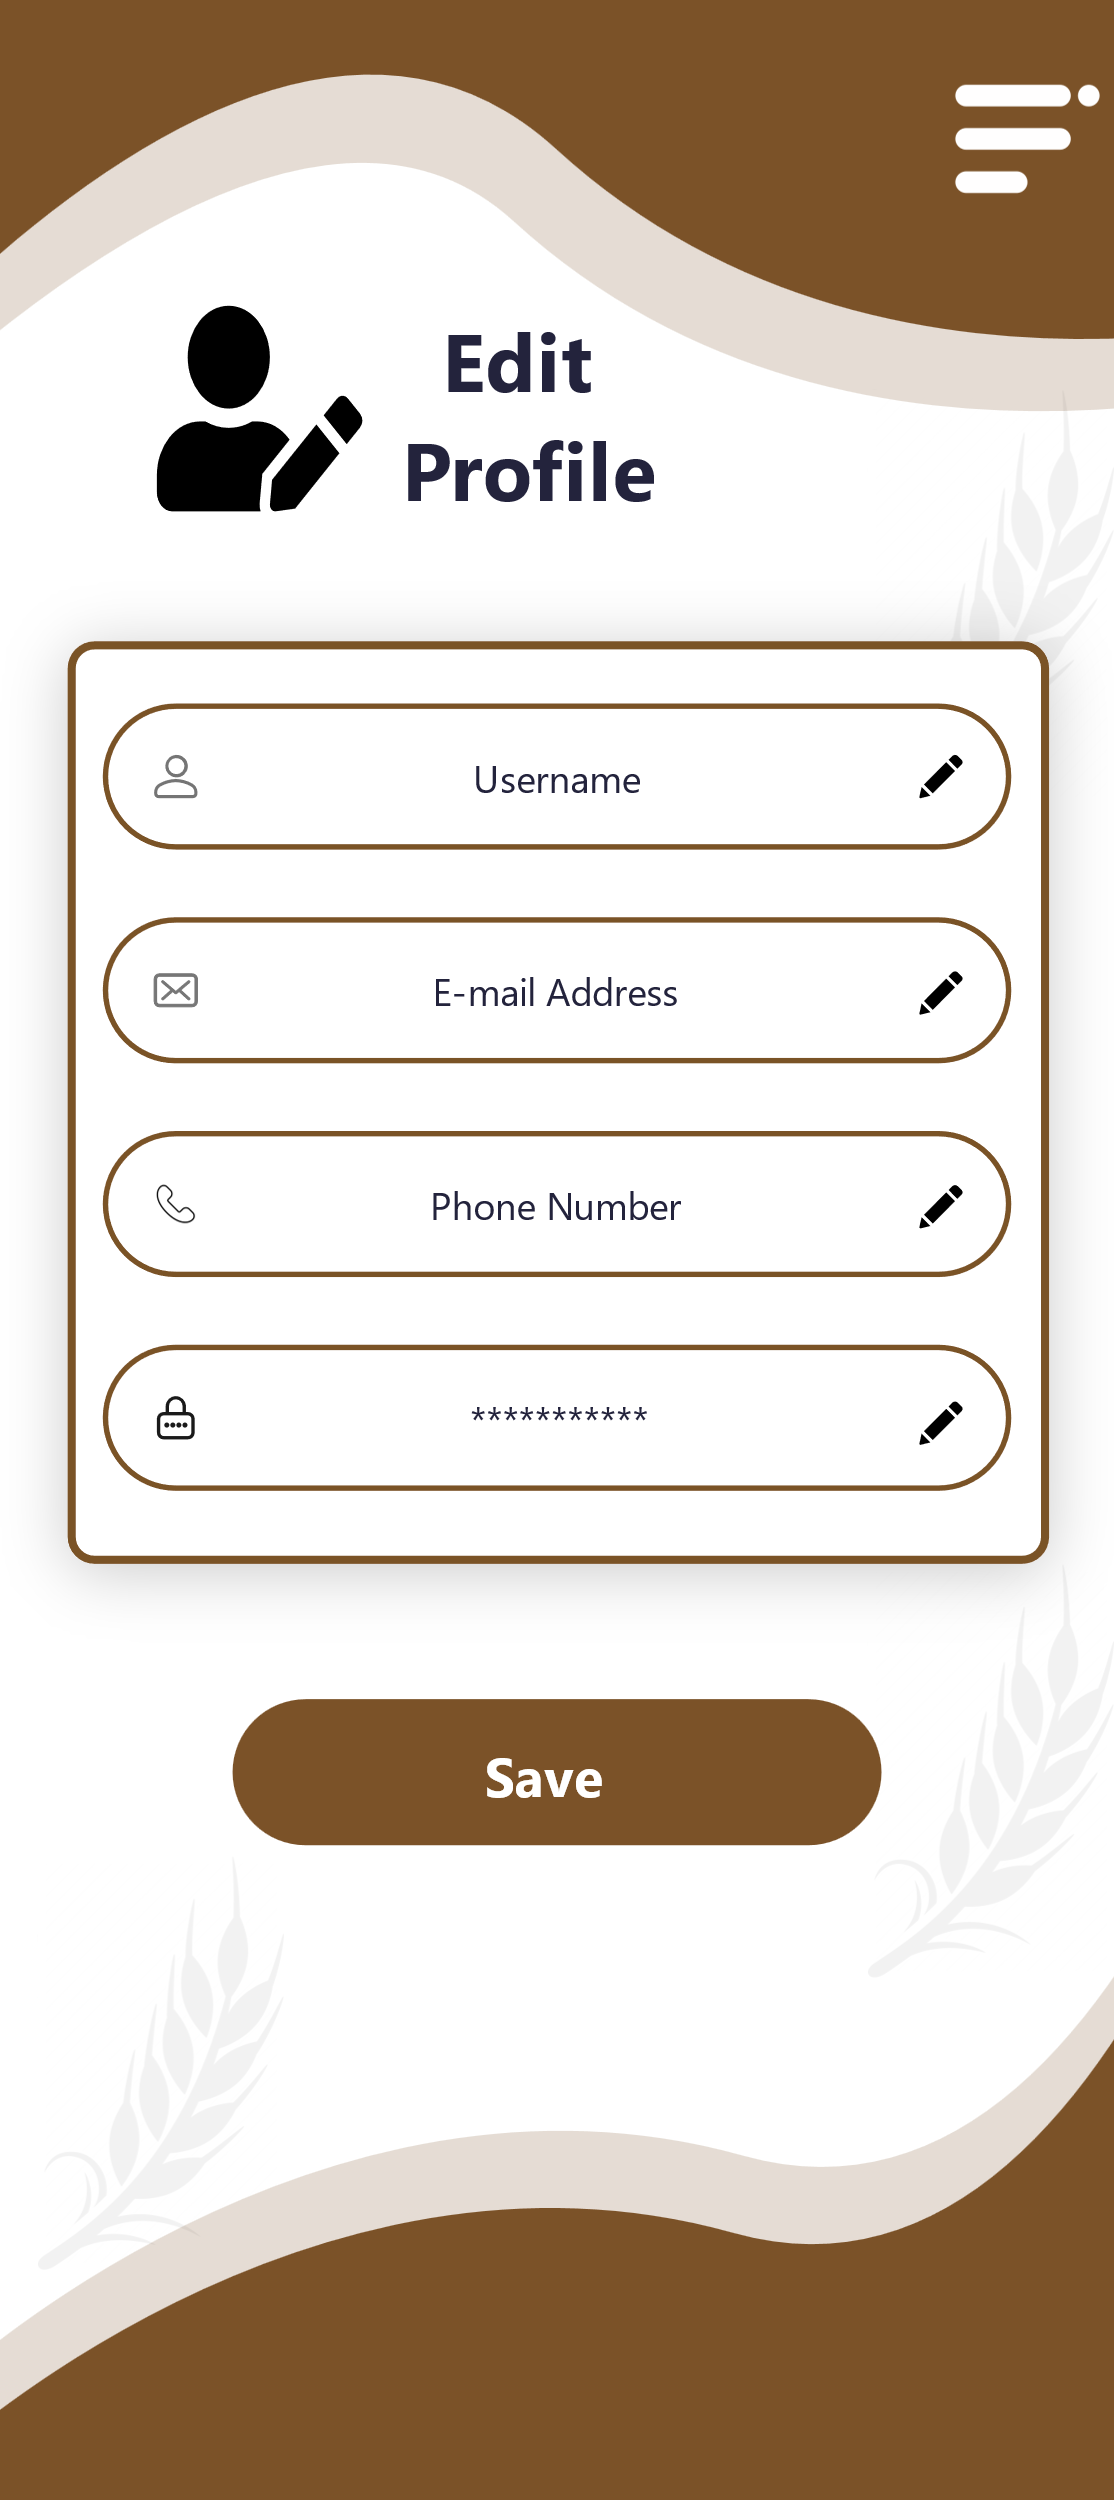 Edit
Profile
Username
E-mail Address
Phone Number
***********
Save